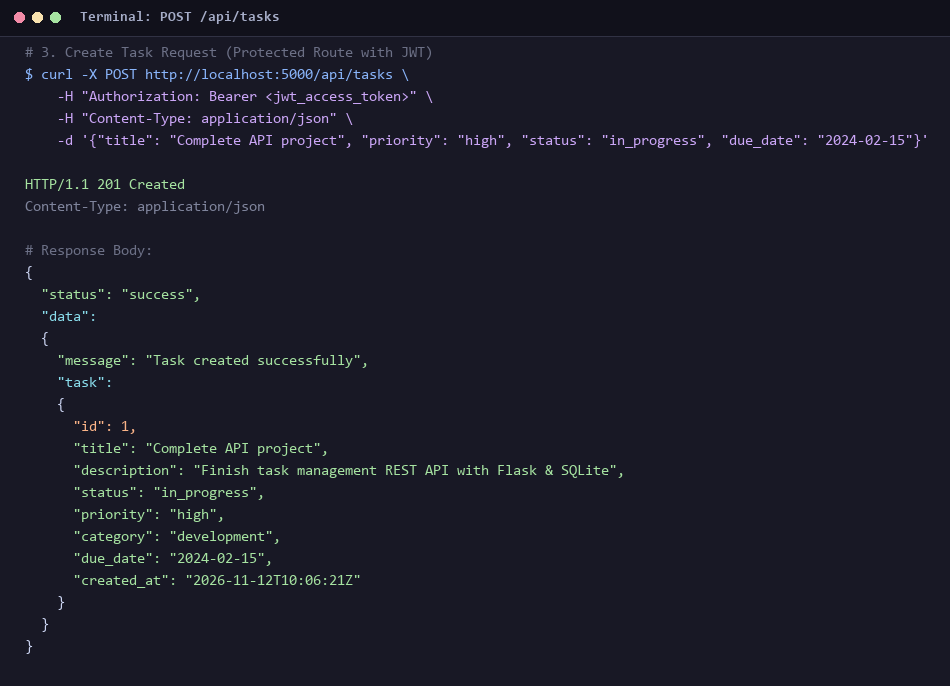 Terminal: POST /api/tasks
# 3. Create Task Request (Protected Route with JWT)
$ curl -X POST http://localhost:5000/api/tasks \
    -H "Authorization: Bearer <jwt_access_token>" \
    -H "Content-Type: application/json" \
    -d '{"title": "Complete API project", "priority": "high", "status": "in_progress", "due_date": "2024-02-15"}'
HTTP/1.1 201 Created
Content-Type: application/json
# Response Body:
{
  "status": "success",
  "data":
  {
    "message": "Task created successfully",
    "task":
    {
      "id": 1,
      "title": "Complete API project",
      "description": "Finish task management REST API with Flask & SQLite",
      "status": "in_progress",
      "priority": "high",
      "category": "development",
      "due_date": "2024-02-15",
      "created_at": "2026-11-12T10:06:21Z"
    }
  }
}